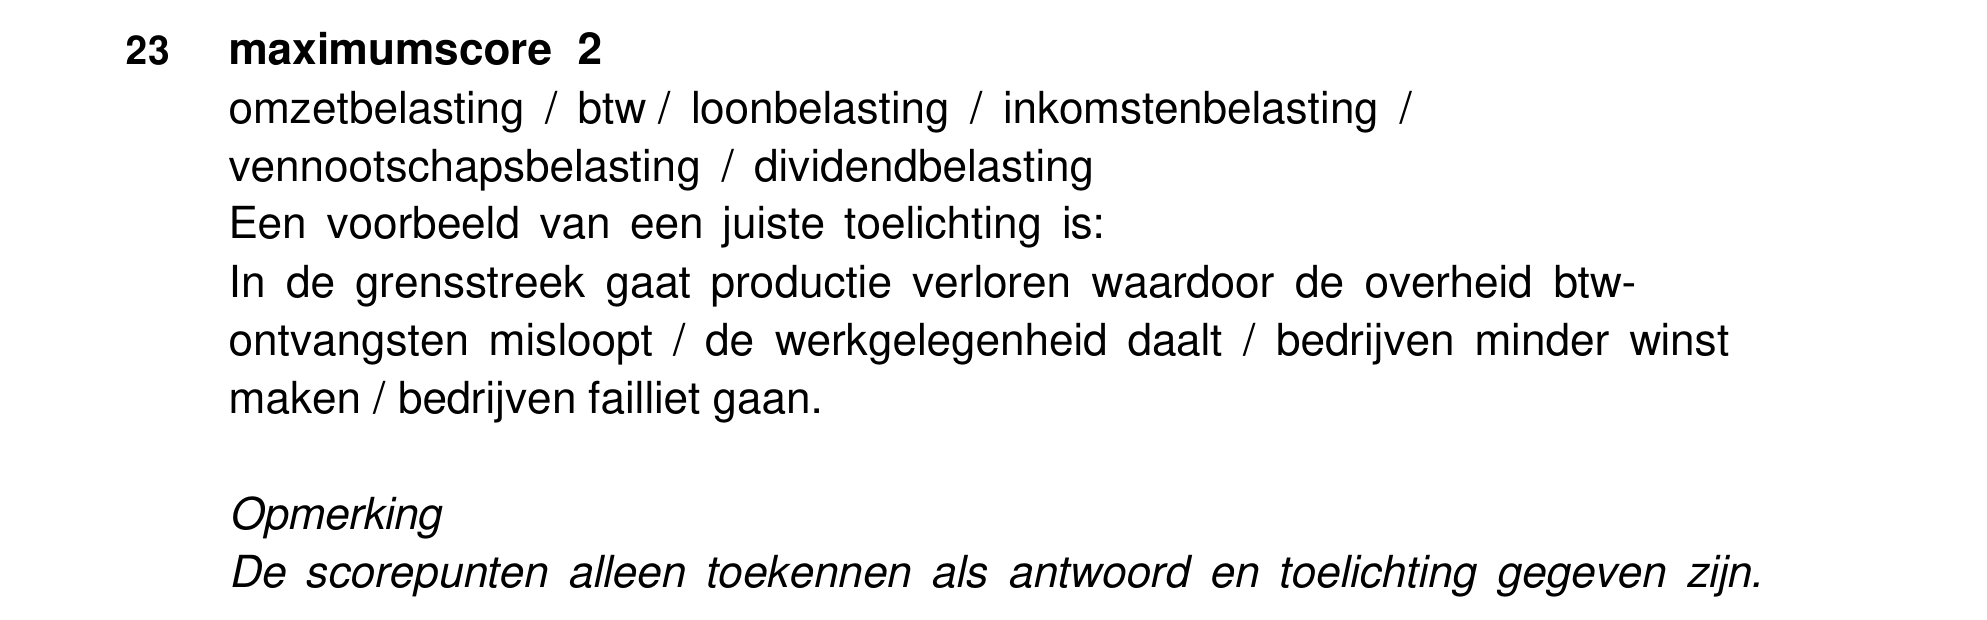 23 maximumscore 2
omzetbelasting / btw / loonbelasting / inkomstenbelasting /
vennootschapsbelasting / dividendbelasting
Een voorbeeld van een juiste toelichting is:
In de grensstreek gaat productie verloren waardoor de overheid btw-
ontvangsten misloopt / de werkgelegenheid daalt / bedrijven minder winst
maken / bedrijven failliet gaan.
Opmerking
De scorepunten alleen toekennen als antwoord en toelichting gegeven zijn.